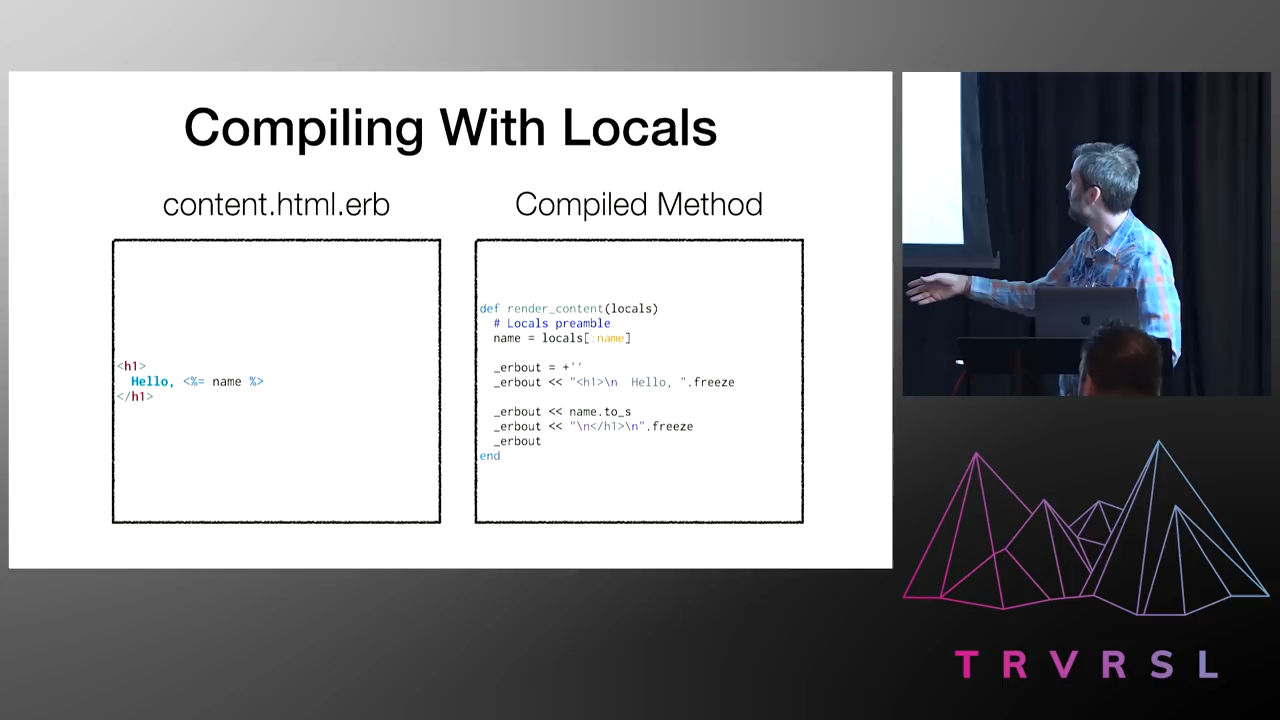 Compiling With Locals
content.html.erb
<h1>
  Hello, <%= name %>
</h1>
Compiled Method
def render_content(locals)
  # Locals preamble
  name = locals[:name]
  _erbout = +''
  _erbout << "<h1>\n  Hello, ".freeze
  _erbout << name.to_s
  _erbout << "\n</h1>\n".freeze
  _erbout
end
TRVRSL